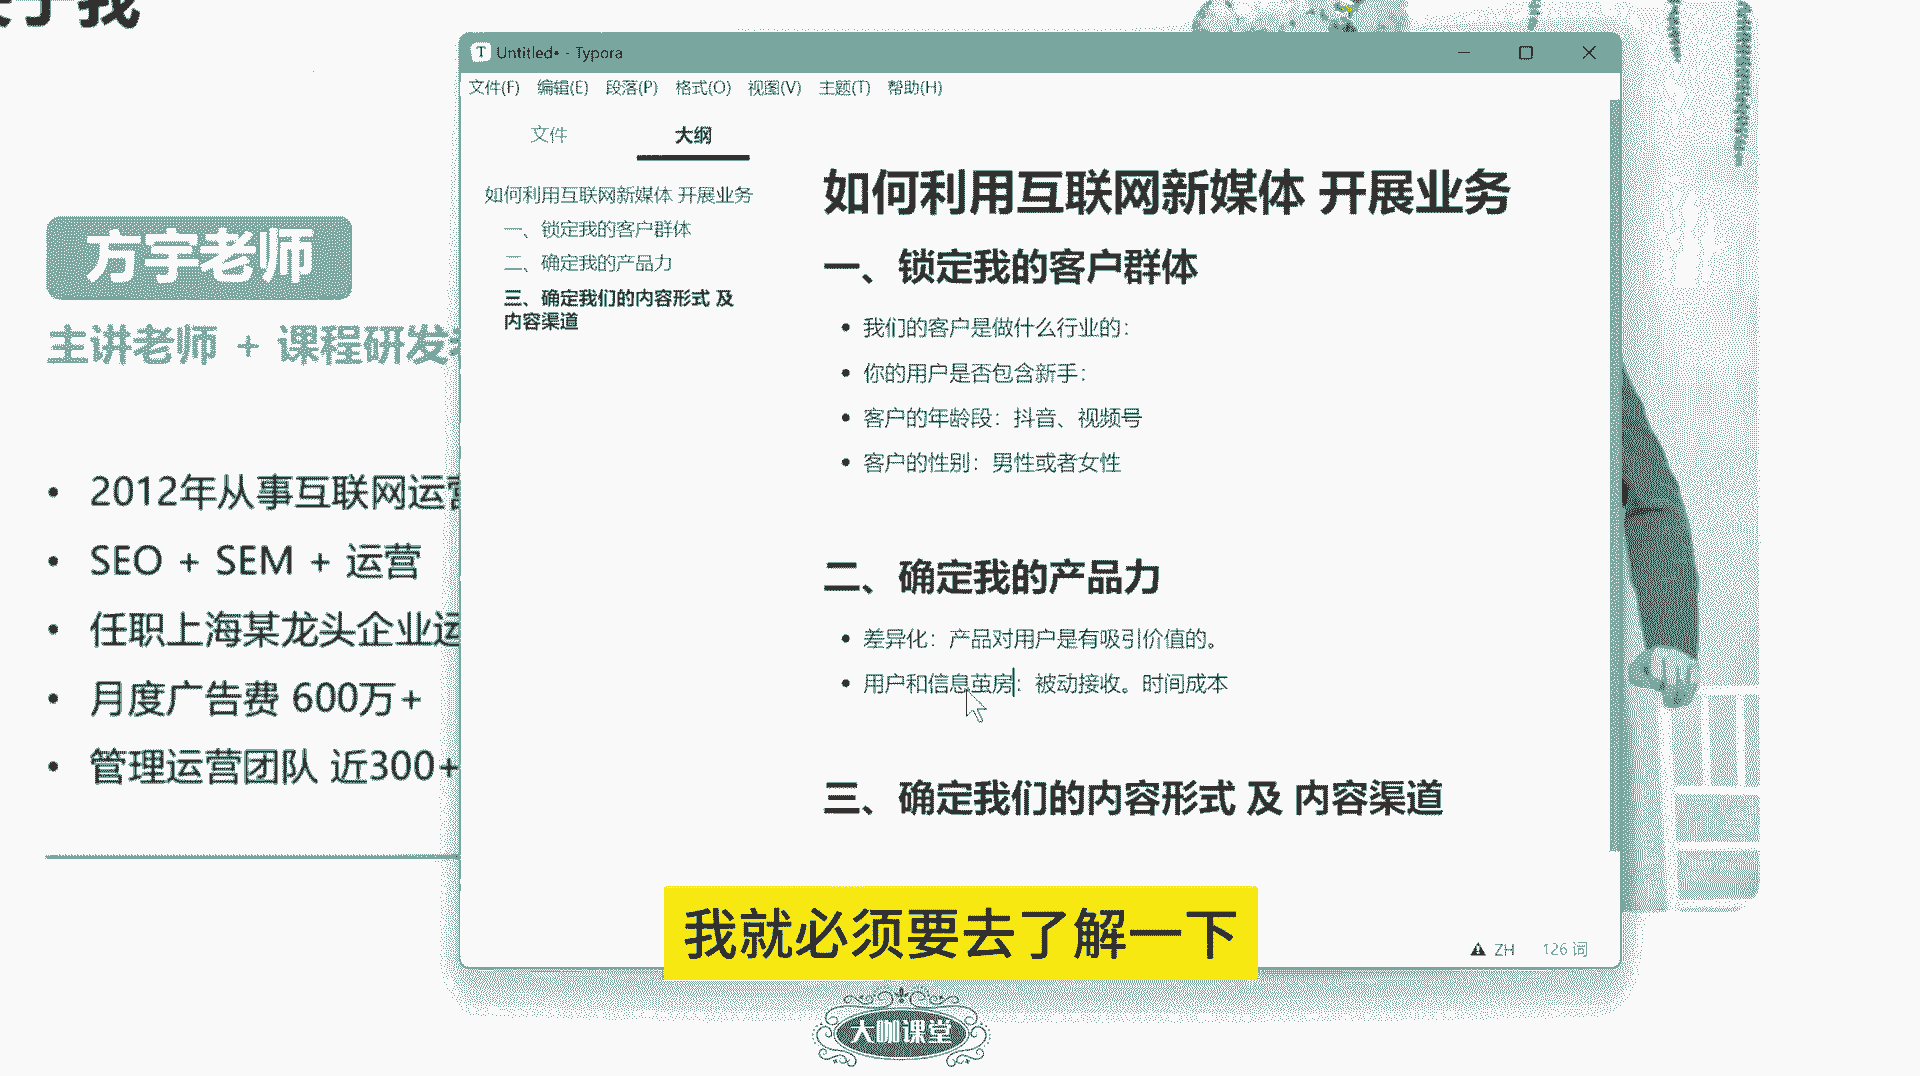 于我
方宇老师
主讲老师 + 课程研发
• 2012年从事互联网运营
• SEO + SEM + 运营
• 任职上海某龙头企业运
• 月度广告费 600万+
• 管理运营团队 近300+
Untitled• - Typora
文件(F) 编辑(E) 段落(P) 格式(O) 视图(V) 主题(T) 帮助(H)
文件 大纲
如何利用互联网新媒体 开展业务
一、锁定我的客户群体
二、确定我的产品力
三、确定我们的内容形式 及
内容渠道
如何利用互联网新媒体 开展业务
一、锁定我的客户群体
• 我们的客户是做什么行业的：
• 你的用户是否包含新手：
• 客户的年龄段：抖音、视频号
• 客户的性别：男性或者女性
二、确定我的产品力
• 差异化：产品对用户是有吸引价值的。
• 用户和信息茧房：被动接收。时间成本
三、确定我们的内容形式 及 内容渠道
ZH 126 词
我就必须要去了解一下
大咖课堂